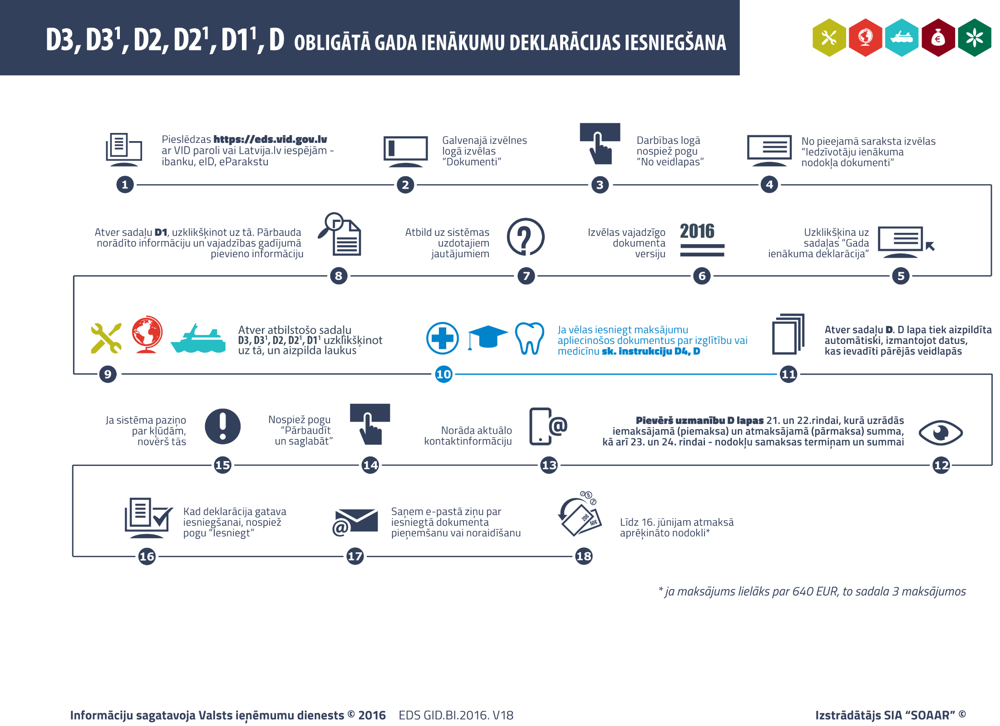 D3, D3¹, D2, D2¹, D1¹, D OBLIGĀTĀ GADA IENĀKUMU DEKLARĀCIJAS IESNIEGŠANA
Pieslēdzas https://eds.vid.gov.lv
ar VID paroli vai Latvija.lv iespējām -
ibanku, eID, eParakstu
1
Galvenajā izvēlnes
logā izvēlas
“Dokumenti”
2
Darbības logā
nospiež pogu
“No veidlapas”
3
No pieejamā saraksta izvēlas
“Iedzīvotāju ienākuma
nodokļa dokumenti”
4
Uzklikšķina uz
sadaļas “Gada
ienākuma deklarācija”
5
Izvēlas vajadzīgo
dokumenta
versiju
2016
6
Atbild uz sistēmas
uzdotajiem
jautājumiem
?
7
Atver sadaļu D1, uzklikšķinot uz tā. Pārbauda
norādīto informāciju un vajadzības gadījumā
pievieno informāciju
8
Atver atbilstošo sadaļu
D3, D3¹, D2, D2¹, D1¹ uzklikšķinot
uz tā, un aizpilda laukus
9
Ja vēlas iesniegt maksājumu
apliecinošos dokumentus par izglītību vai
medicīnu sk. instrukciju D4, D
10
Atver sadaļu D. D lapa tiek aizpildīta
automātiski, izmantojot datus,
kas ievadīti pārējās veidlapās
11
Pievērš uzmanību D lapas 21. un 22.rindai, kurā uzrādās
iemaksājamā (piemaksa) un atmaksājamā (pārmaksa) summa,
kā arī 23. un 24. rindai - nodokļu samaksas termiņam un summai
12
Norāda aktuālo
kontaktinformāciju
@
13
Nospiež pogu
“Pārbaudīt
un saglabāt“
14
Ja sistēma paziņo
par kļūdām,
novērš tās
!
15
Kad deklarācija gatava
iesniegšanai, nospiež
pogu “Iesniegt”
16
@
Saņem e-pastā ziņu par
iesniegtā dokumenta
pieņemšanu vai noraidīšanu
17
1 5
2
20€
50€
Līdz 16. jūnijam atmaksā
aprēķināto nodokli*
18
* ja maksājums lielāks par 640 EUR, to sadala 3 maksājumos
Informāciju sagatavoja Valsts ieņēmumu dienests © 2016 EDS GID.BI.2016. V18
Izstrādātājs SIA “SOAAR” ©